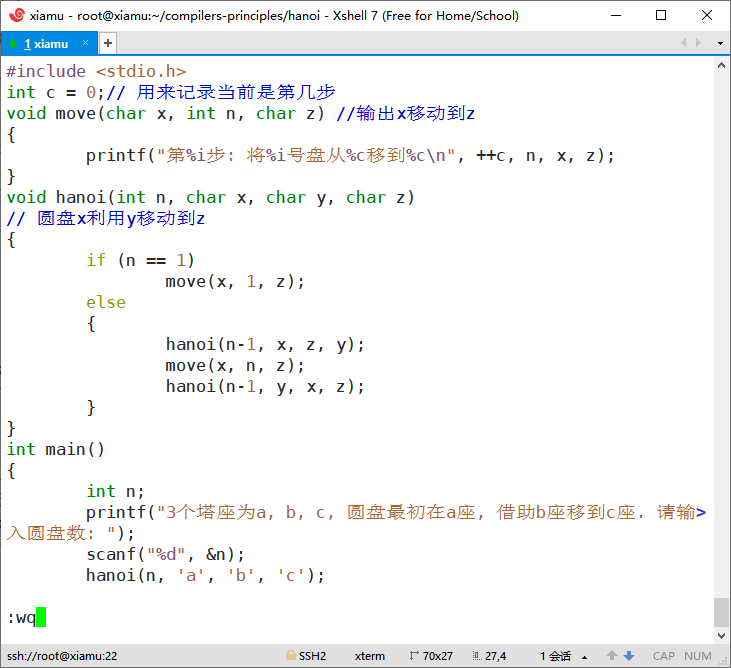 xiamu - root@xiamu:~/compilers-principles/hanoi - Xshell 7 (Free for Home/School)
1 xiamu × +
#include <stdio.h>
int c = 0;// 用来记录当前是第几步
void move(char x, int n, char z) //输出x移动到z
{
        printf("第%i步: 将%i号盘从%c移到%c\n", ++c, n, x, z);
}
void hanoi(int n, char x, char y, char z)
// 圆盘x利用y移动到z
{
        if (n == 1)
                move(x, 1, z);
        else
        {
                hanoi(n-1, x, z, y);
                move(x, n, z);
                hanoi(n-1, y, x, z);
        }
}
int main()
{
        int n;
        printf("3个塔座为a, b, c, 圆盘最初在a座, 借助b座移到c座. 请输>
入圆盘数: ");
        scanf("%d", &n);
        hanoi(n, 'a', 'b', 'c');
:wq
ssh://root@xiamu:22 SSH2 xterm 70x27 27,4 1 会话 CAP NUM